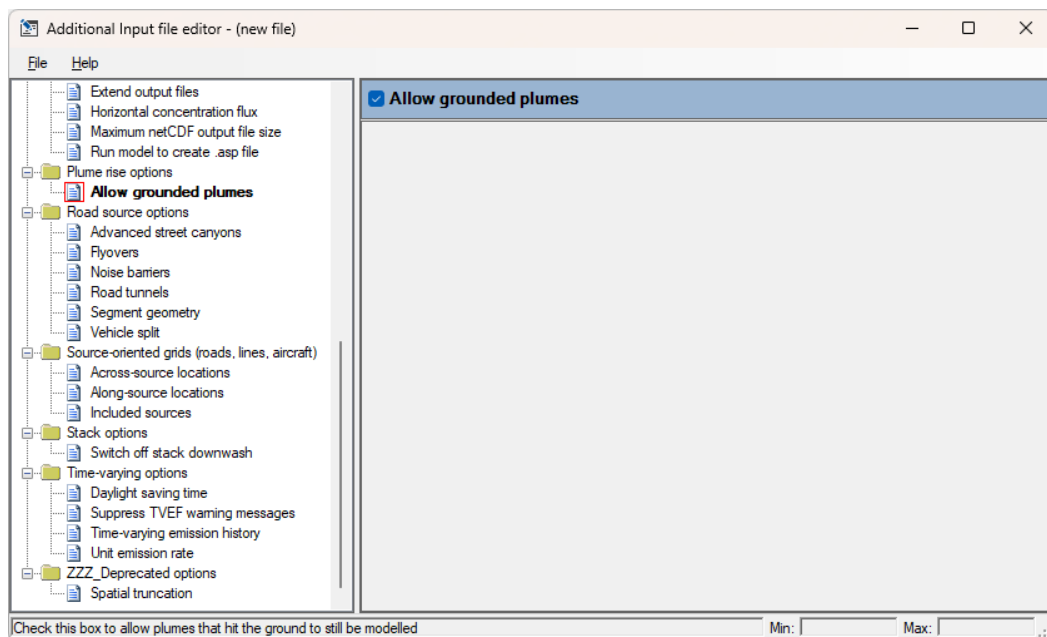 Additional Input file editor - (new file)
File Help
Extend output files
Horizontal concentration flux
Maximum netCDF output file size
Run model to create .asp file
Plume rise options
Allow grounded plumes
Road source options
Advanced street canyons
Flyovers
Noise barriers
Road tunnels
Segment geometry
Vehicle split
Source-oriented grids (roads, lines, aircraft)
Across-source locations
Along-source locations
Included sources
Stack options
Switch off stack downwash
Time-varying options
Daylight saving time
Suppress TVEF warning messages
Time-varying emission history
Unit emission rate
ZZZ_Deprecated options
Spatial truncation
Allow grounded plumes
Check this box to allow plumes that hit the ground to still be modelled Min: Max: